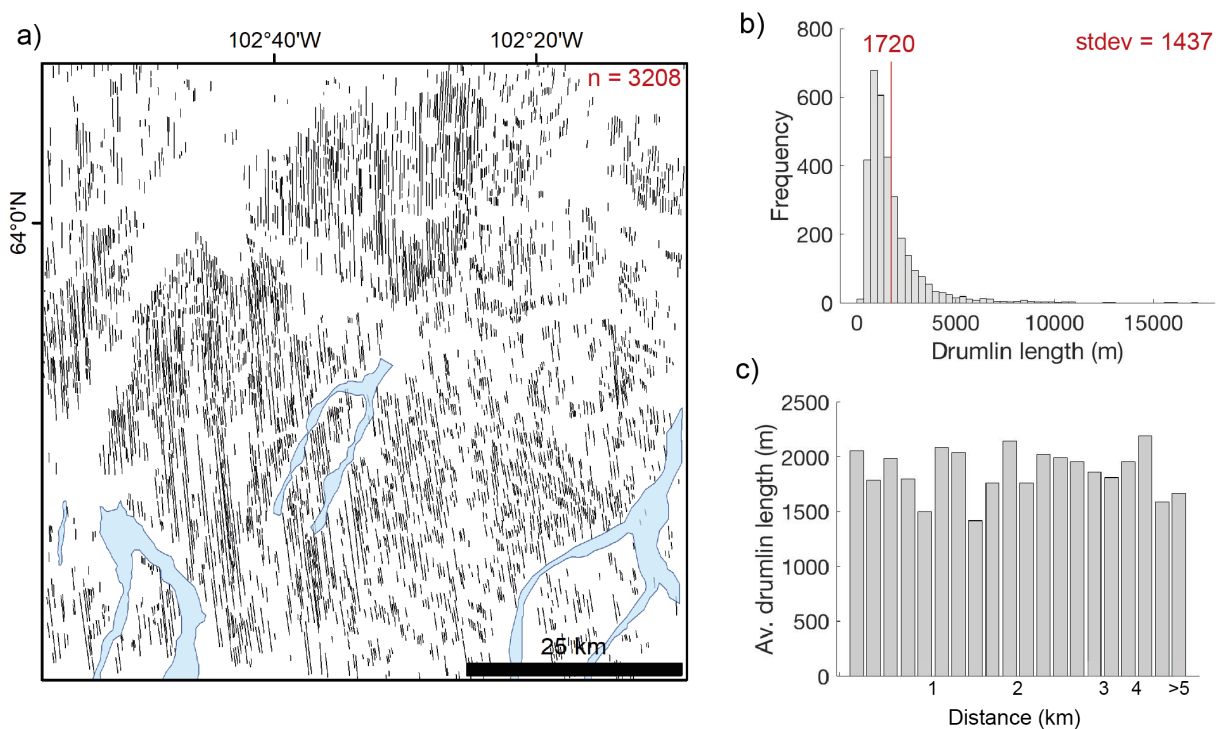 a)
102°40'W
102°20'W
n = 3208
64°0'N
25 km
b)
1720
stdev = 1437
800
600
400
200
0
Frequency
0 5000 10000 15000
Drumlin length (m)
c)
2500
2000
1500
1000
500
0
Av. drumlin length (m)
1 2 3 4 >5
Distance (km)